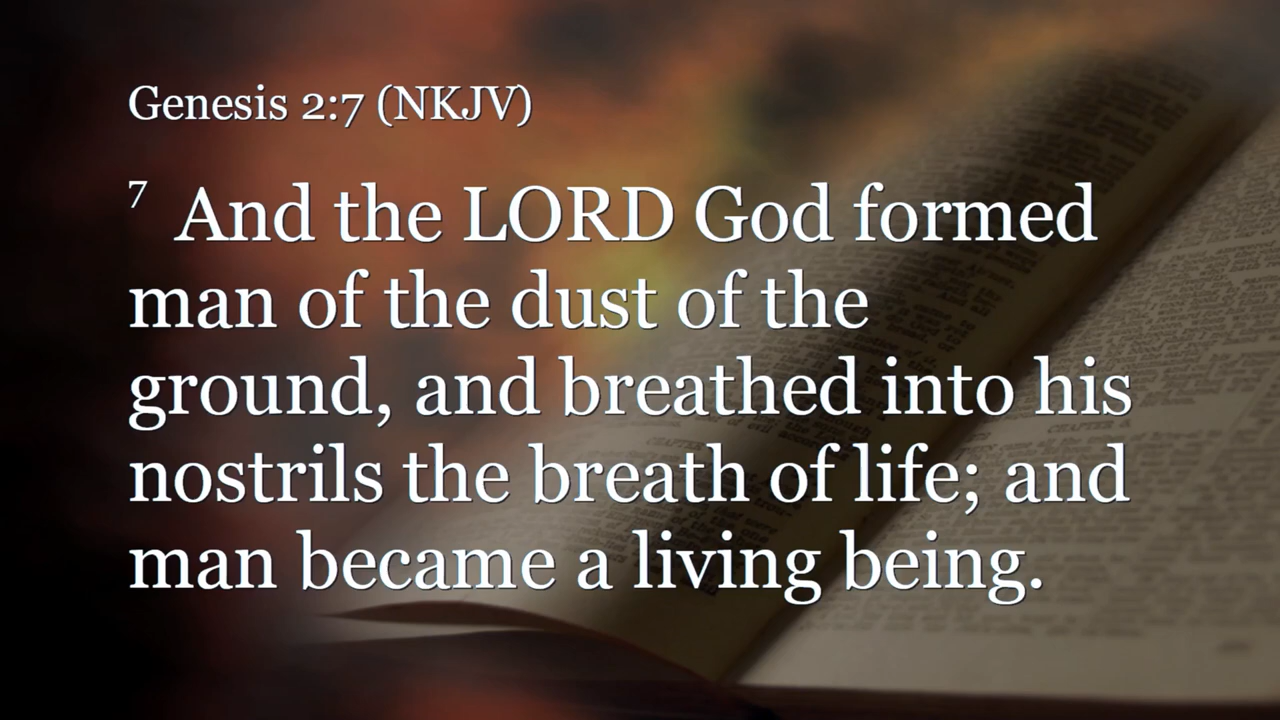 Genesis 2:7 (NKJV)
7 And the LORD God formed
man of the dust of the
ground, and breathed into his
nostrils the breath of life; and
man became a living being.